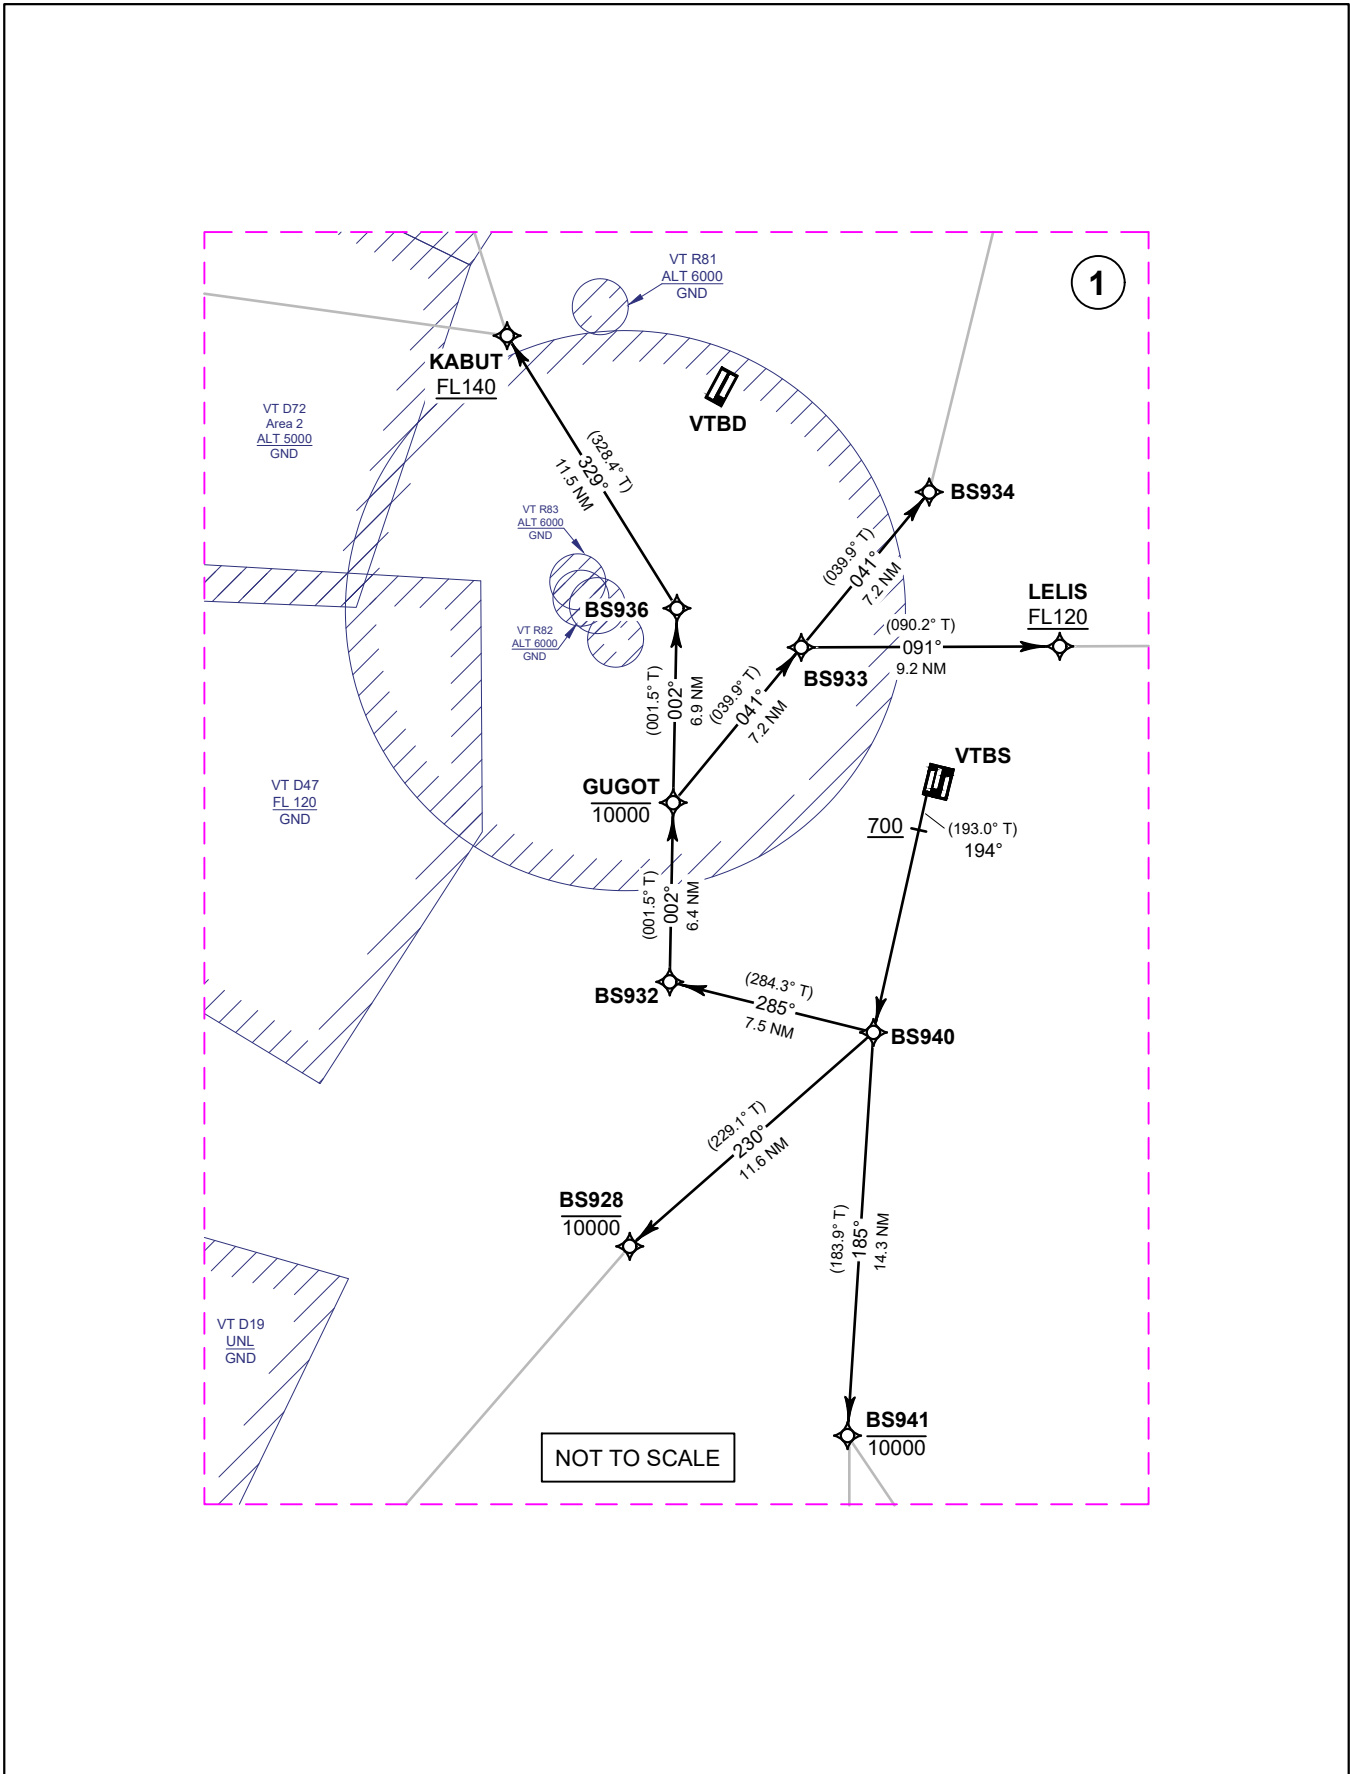 VT R81
ALT 6000
GND
1
KABUT
FL140
VTBD
VT D72
Area 2
ALT 5000
GND
(328.4° T)
329°
11.5 NM
BS934
VT R83
ALT 6000
GND
(039.9° T)
041°
7.2 NM
BS936
LELIS
FL120
VT R82
ALT 6000
GND
(090.2° T)
091°
9.2 NM
BS933
(001.5° T)
002°
6.9 NM
(039.9° T)
041°
7.2 NM
VTBS
VT D47
FL 120
GND
GUGOT
10000
700
(193.0° T)
194°
(001.5° T)
002°
6.4 NM
BS932
(284.3° T)
285°
7.5 NM
BS940
(229.1° T)
230°
11.6 NM
BS928
10000
(183.9° T)
185°
14.3 NM
VT D19
UNL
GND
BS941
10000
NOT TO SCALE